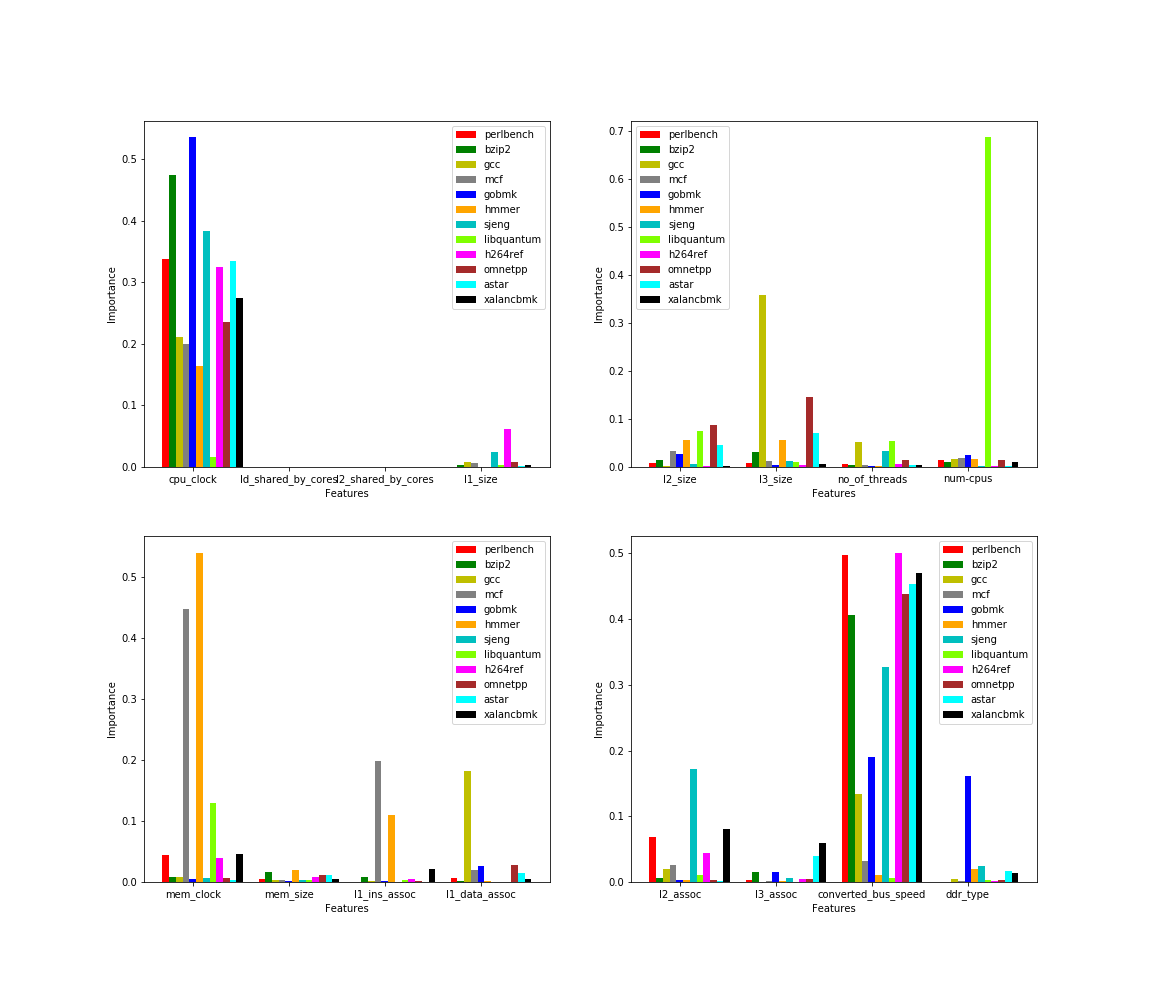 0.5
0.4
0.3
0.2
0.1
0.0
Importance
perlbench
bzip2
gcc
mcf
gobmk
hmmer
sjeng
libquantum
h264ref
omnetpp
astar
xalancbmk
cpu_clock
ld_shared_by_cores
l2_shared_by_cores
l1_size
Features
0.7
0.6
0.5
0.4
0.3
0.2
0.1
0.0
Importance
perlbench
bzip2
gcc
mcf
gobmk
hmmer
sjeng
libquantum
h264ref
omnetpp
astar
xalancbmk
l2_size
l3_size
no_of_threads
num-cpus
Features
0.5
0.4
0.3
0.2
0.1
0.0
Importance
perlbench
bzip2
gcc
mcf
gobmk
hmmer
sjeng
libquantum
h264ref
omnetpp
astar
xalancbmk
mem_clock
mem_size
l1_ins_assoc
l1_data_assoc
Features
0.5
0.4
0.3
0.2
0.1
0.0
Importance
perlbench
bzip2
gcc
mcf
gobmk
hmmer
sjeng
libquantum
h264ref
omnetpp
astar
xalancbmk
l2_assoc
l3_assoc
converted_bus_speed
ddr_type
Features